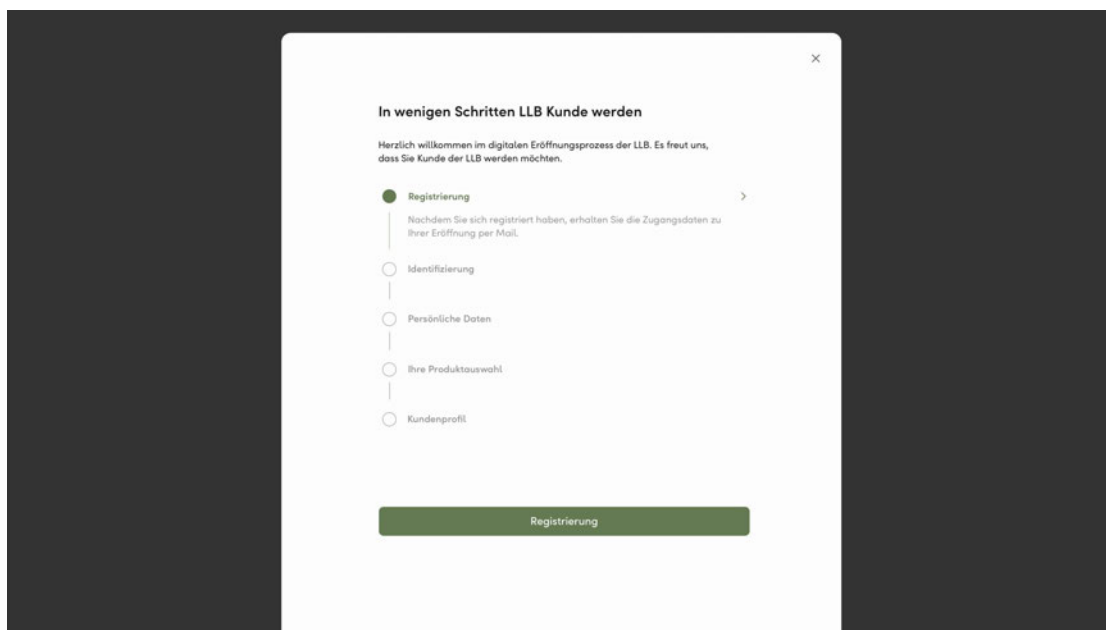 In wenigen Schritten LLB Kunde werden
Herzlich willkommen im digitalen Eröffnungsprozess der LLB. Es freut uns,
dass Sie Kunde der LLB werden möchten.
Registrierung
Nachdem Sie sich registriert haben, erhalten Sie die Zugangsdaten zu
Ihrer Eröffnung per Mail.
Identifizierung
Persönliche Daten
Ihre Produktauswahl
Kundenprofil
Registrierung